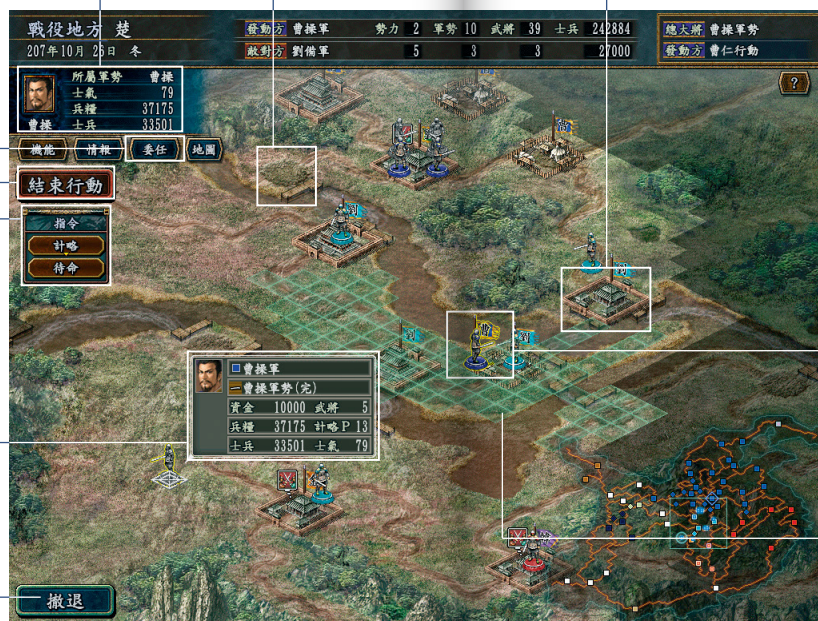 戰役地方 楚
207年10月26日 冬
發動方 曹操軍 勢力 2 軍勢 10 武將 39 士兵 242884
敵對方 劉備軍 5 3 3 27000
總大將 曹操軍勢
發動方 曹仁行動
所屬軍勢 曹操
士氣 79
兵糧 37175
曹操 士兵 33501
?
機能 情報 委任 地圖
結束行動
指令
計略
待命
劉
劉
劉
劉
曹操軍
曹操軍勢(完)
資金 10000 武將 5
兵糧 37175 計略P 13
士兵 33501 士氣 79
撤退